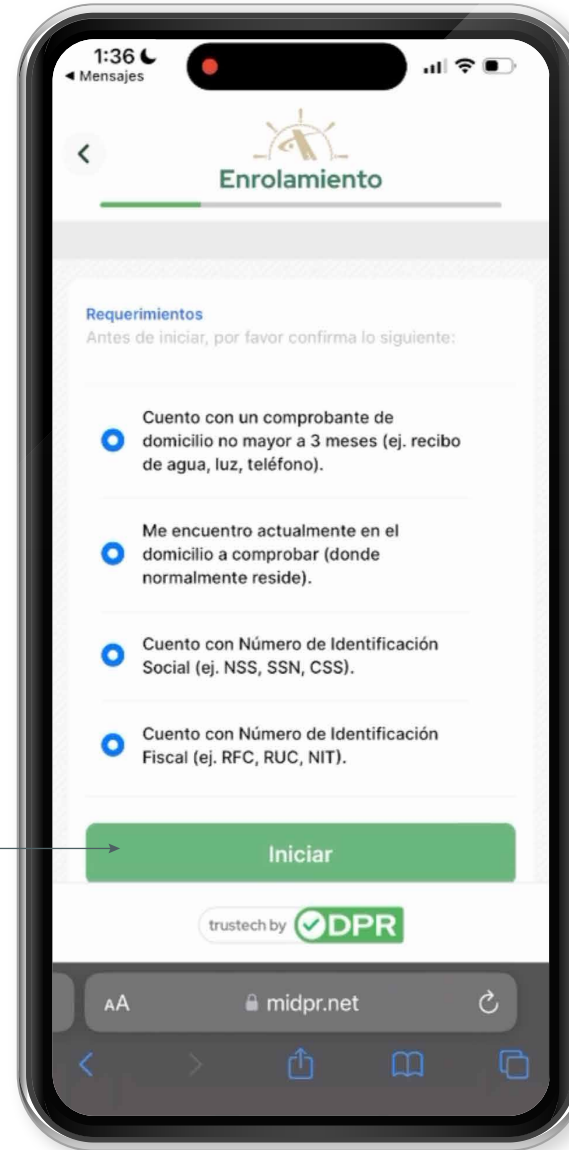 1:36
◀ Mensajes
Enrolamiento
Requerimientos
Antes de iniciar, por favor confirma lo siguiente:
Cuento con un comprobante de
domicilio no mayor a 3 meses (ej. recibo
de agua, luz, teléfono).
Me encuentro actualmente en el
domicilio a comprobar (donde
normalmente reside).
Cuento con Número de Identificación
Social (ej. NSS, SSN, CSS).
Cuento con Número de Identificación
Fiscal (ej. RFC, RUC, NIT).
Iniciar
trustech by DPR
AA midpr.net